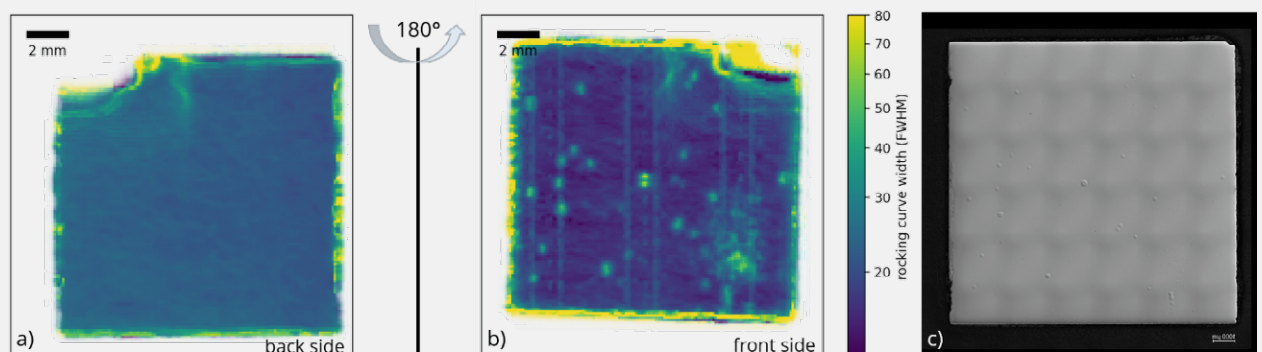 2 mm
a)
back side
180°
2 mm
b)
front side
80
70
60
50
40
30
20
rocking curve width (FWHM)
c)